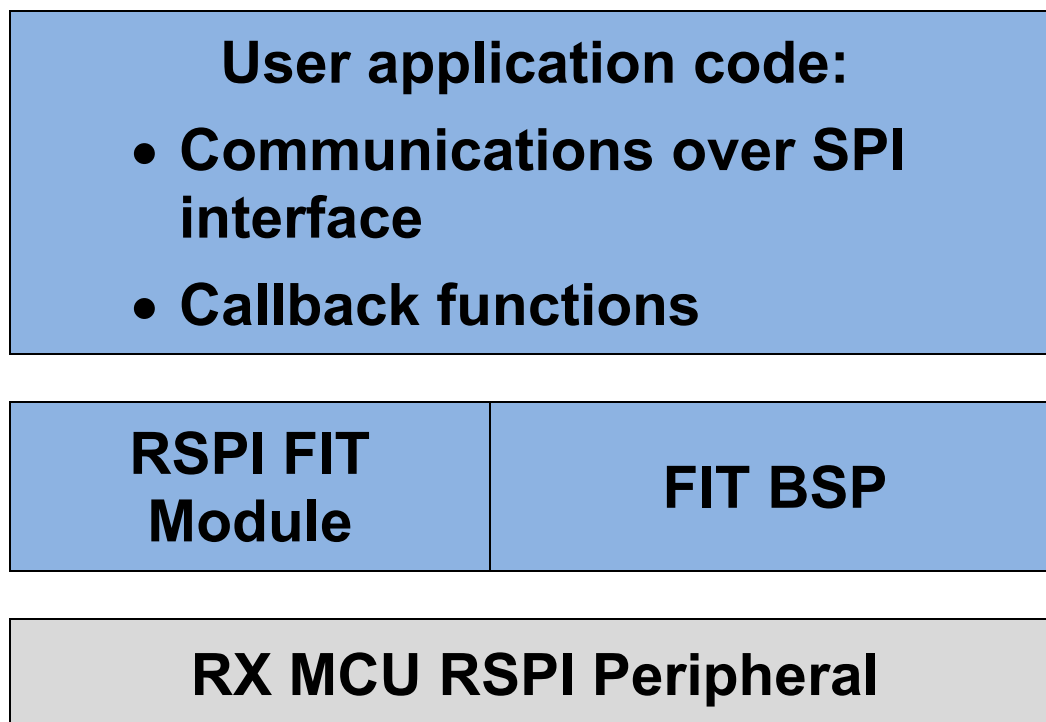 User application code:
• Communications over SPI
interface
• Callback functions
RSPI FIT
Module
FIT BSP
RX MCU RSPI Peripheral